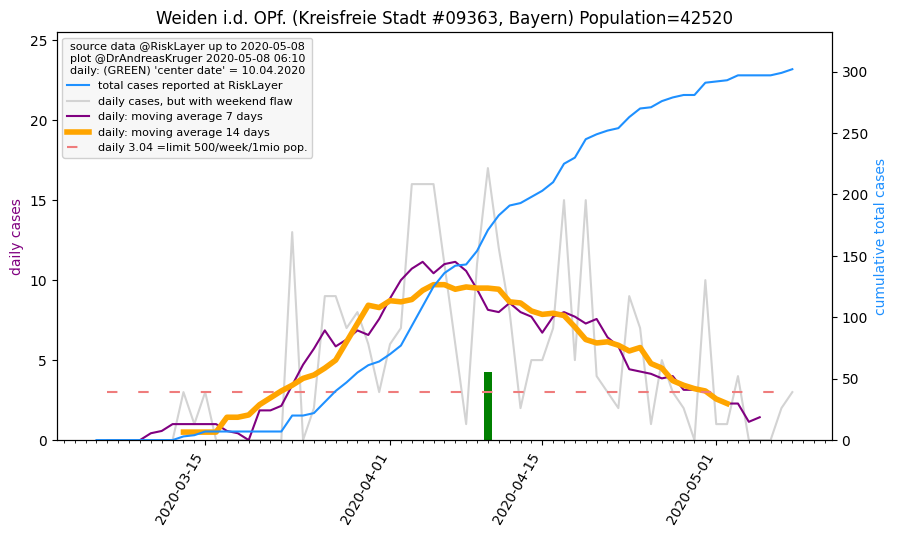 Weiden i.d. OPf. (Kreisfreie Stadt #09363, Bayern) Population=42520
source data @RiskLayer up to 2020-05-08
plot @DrAndreasKruger 2020-05-08 06:10
daily: (GREEN) 'center date' = 10.04.2020
total cases reported at RiskLayer
daily cases, but with weekend flaw
daily: moving average 7 days
daily: moving average 14 days
daily 3.04 =limit 500/week/1mio pop.
daily cases
25
20
15
10
5
0
cumulative total cases
300
250
200
150
100
50
0
2020-03-15
2020-04-01
2020-04-15
2020-05-01